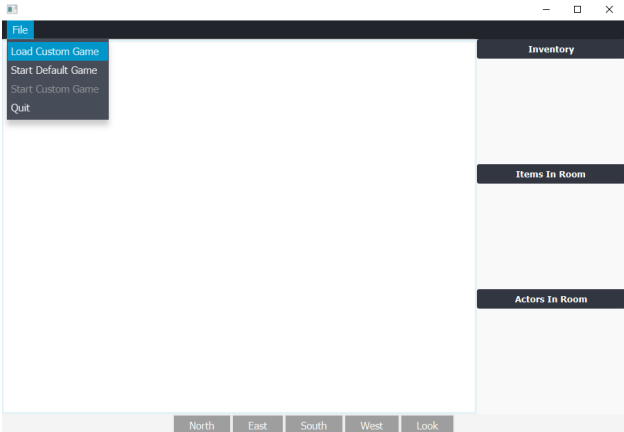 File
Load Custom Game
Start Default Game
Start Custom Game
Quit
Inventory
Items In Room
Actors In Room
North East South West Look